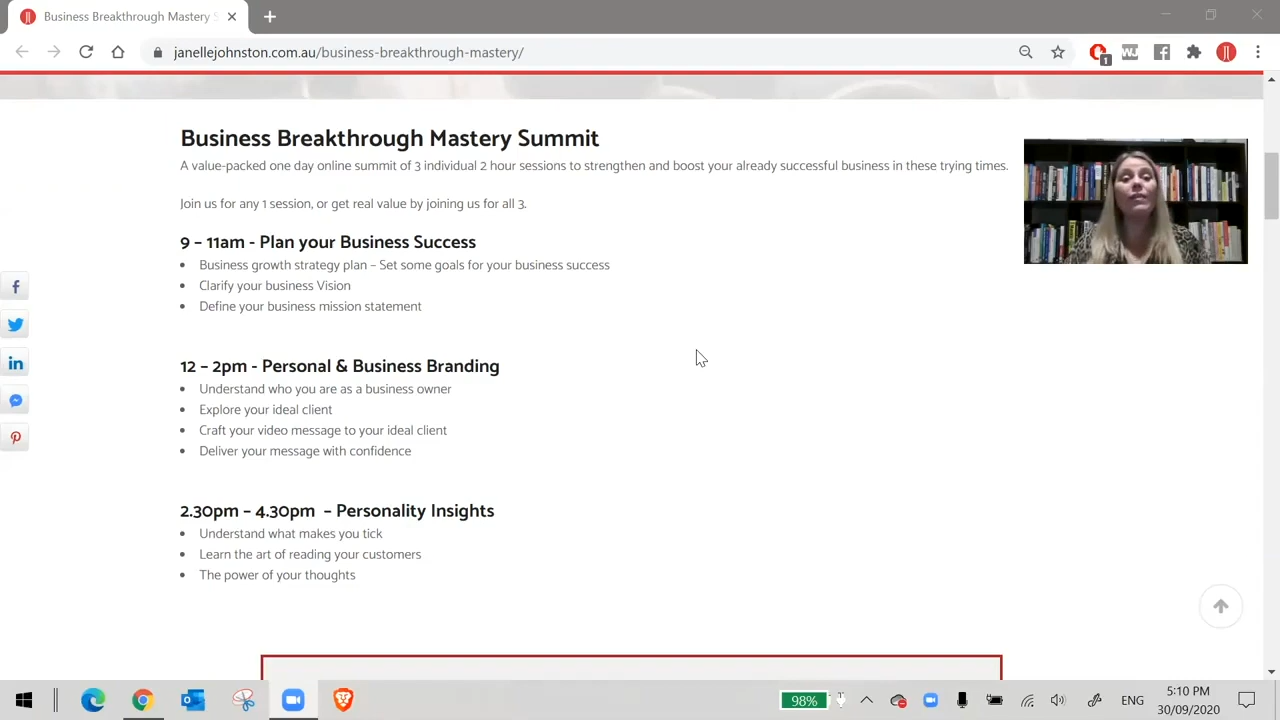 Business Breakthrough Mastery S
janellejohnston.com.au/business-breakthrough-mastery/
1
Business Breakthrough Mastery Summit
A value-packed one day online summit of 3 individual 2 hour sessions to strengthen and boost your already successful business in these trying times.
Join us for any 1 session, or get real value by joining us for all 3.
9 – 11am - Plan your Business Success
• Business growth strategy plan – Set some goals for your business success
• Clarify your business Vision
• Define your business mission statement
12 – 2pm - Personal & Business Branding
• Understand who you are as a business owner
• Explore your ideal client
• Craft your video message to your ideal client
• Deliver your message with confidence
2.30pm – 4.30pm – Personality Insights
• Understand what makes you tick
• Learn the art of reading your customers
• The power of your thoughts
98%
ENG
5:10 PM
30/09/2020